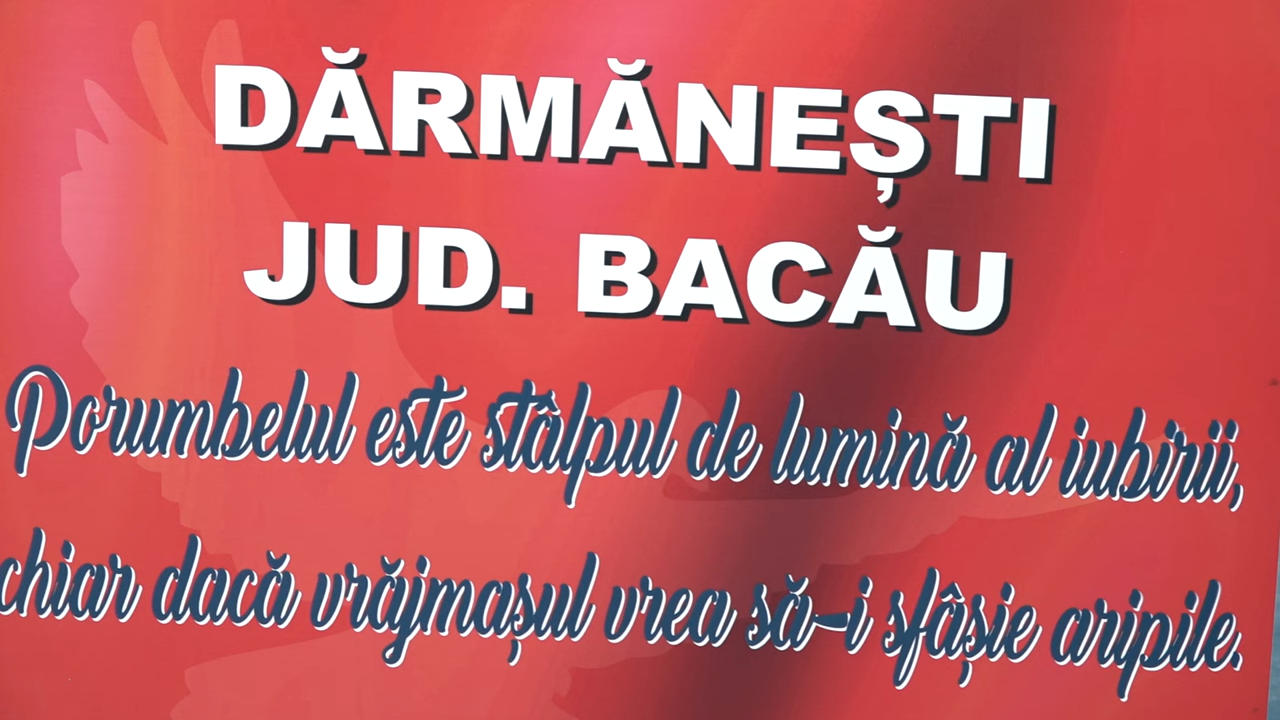 DĂRMĂNEȘTI
JUD. BACĂU
Porumbelul este stâlpul de lumină al iubirii,
chiar dacă vrăjmașul vrea să-i sfâșie aripile.